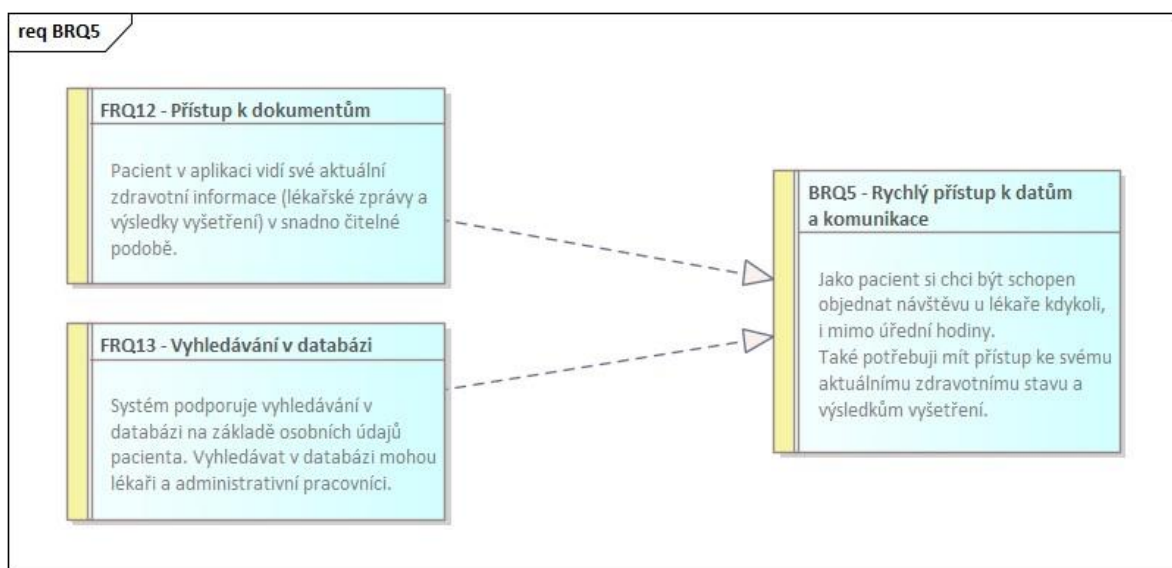 req BRQ5
FRQ12 - Přístup k dokumentům
Pacient v aplikaci vidí své aktuální
zdravotní informace (lékařské zprávy a
výsledky vyšetření) v snadno čitelné
podobě.
FRQ13 - Vyhledávání v databázi
Systém podporuje vyhledávání v
databázi na základě osobních údajů
pacienta. Vyhledávat v databázi mohou
lékaři a administrativní pracovníci.
BRQ5 - Rychlý přístup k datům
a komunikace
Jako pacient si chci být schopen
objednat návštěvu u lékaře kdykoli,
i mimo úřední hodiny.
Také potřebuji mít přístup ke svému
aktuálnímu zdravotnímu stavu a
výsledkům vyšetření.